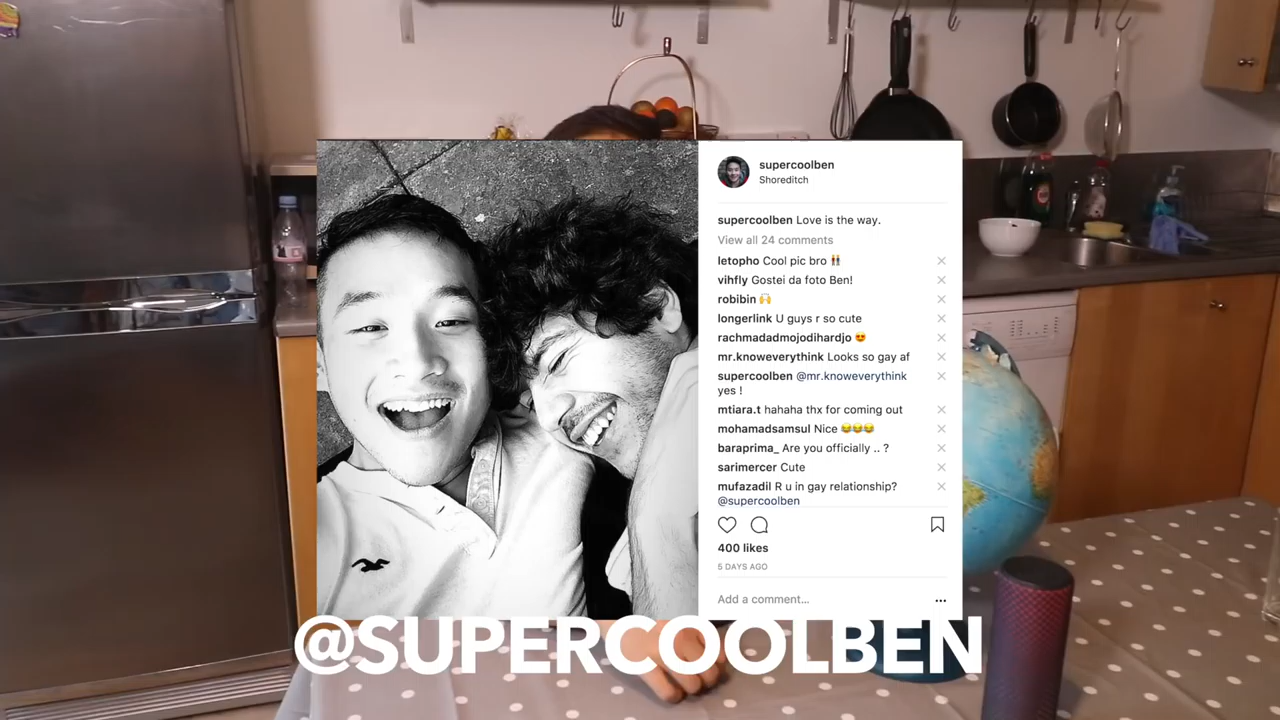 supercoolben
Shoreditch
supercoolben Love is the way.
View all 24 comments
letopho Cool pic bro 👬
vihfly Gostei da foto Ben!
robibin 🙌
longerlink U guys r so cute
rachmadadmojodihardjo 😍
mr.knoweverything Looks so gay af
supercoolben @mr.knoweverythink
yes !
mtiara.t hahaha thx for coming out
mohamadsamsul Nice 😂😂😂
baraprima_ Are you officially .. ?
sarimercer Cute
mufazadil R u in gay relationship?
@supercoolben
400 likes
5 DAYS AGO
Add a comment...
@SUPERCOOLBEN